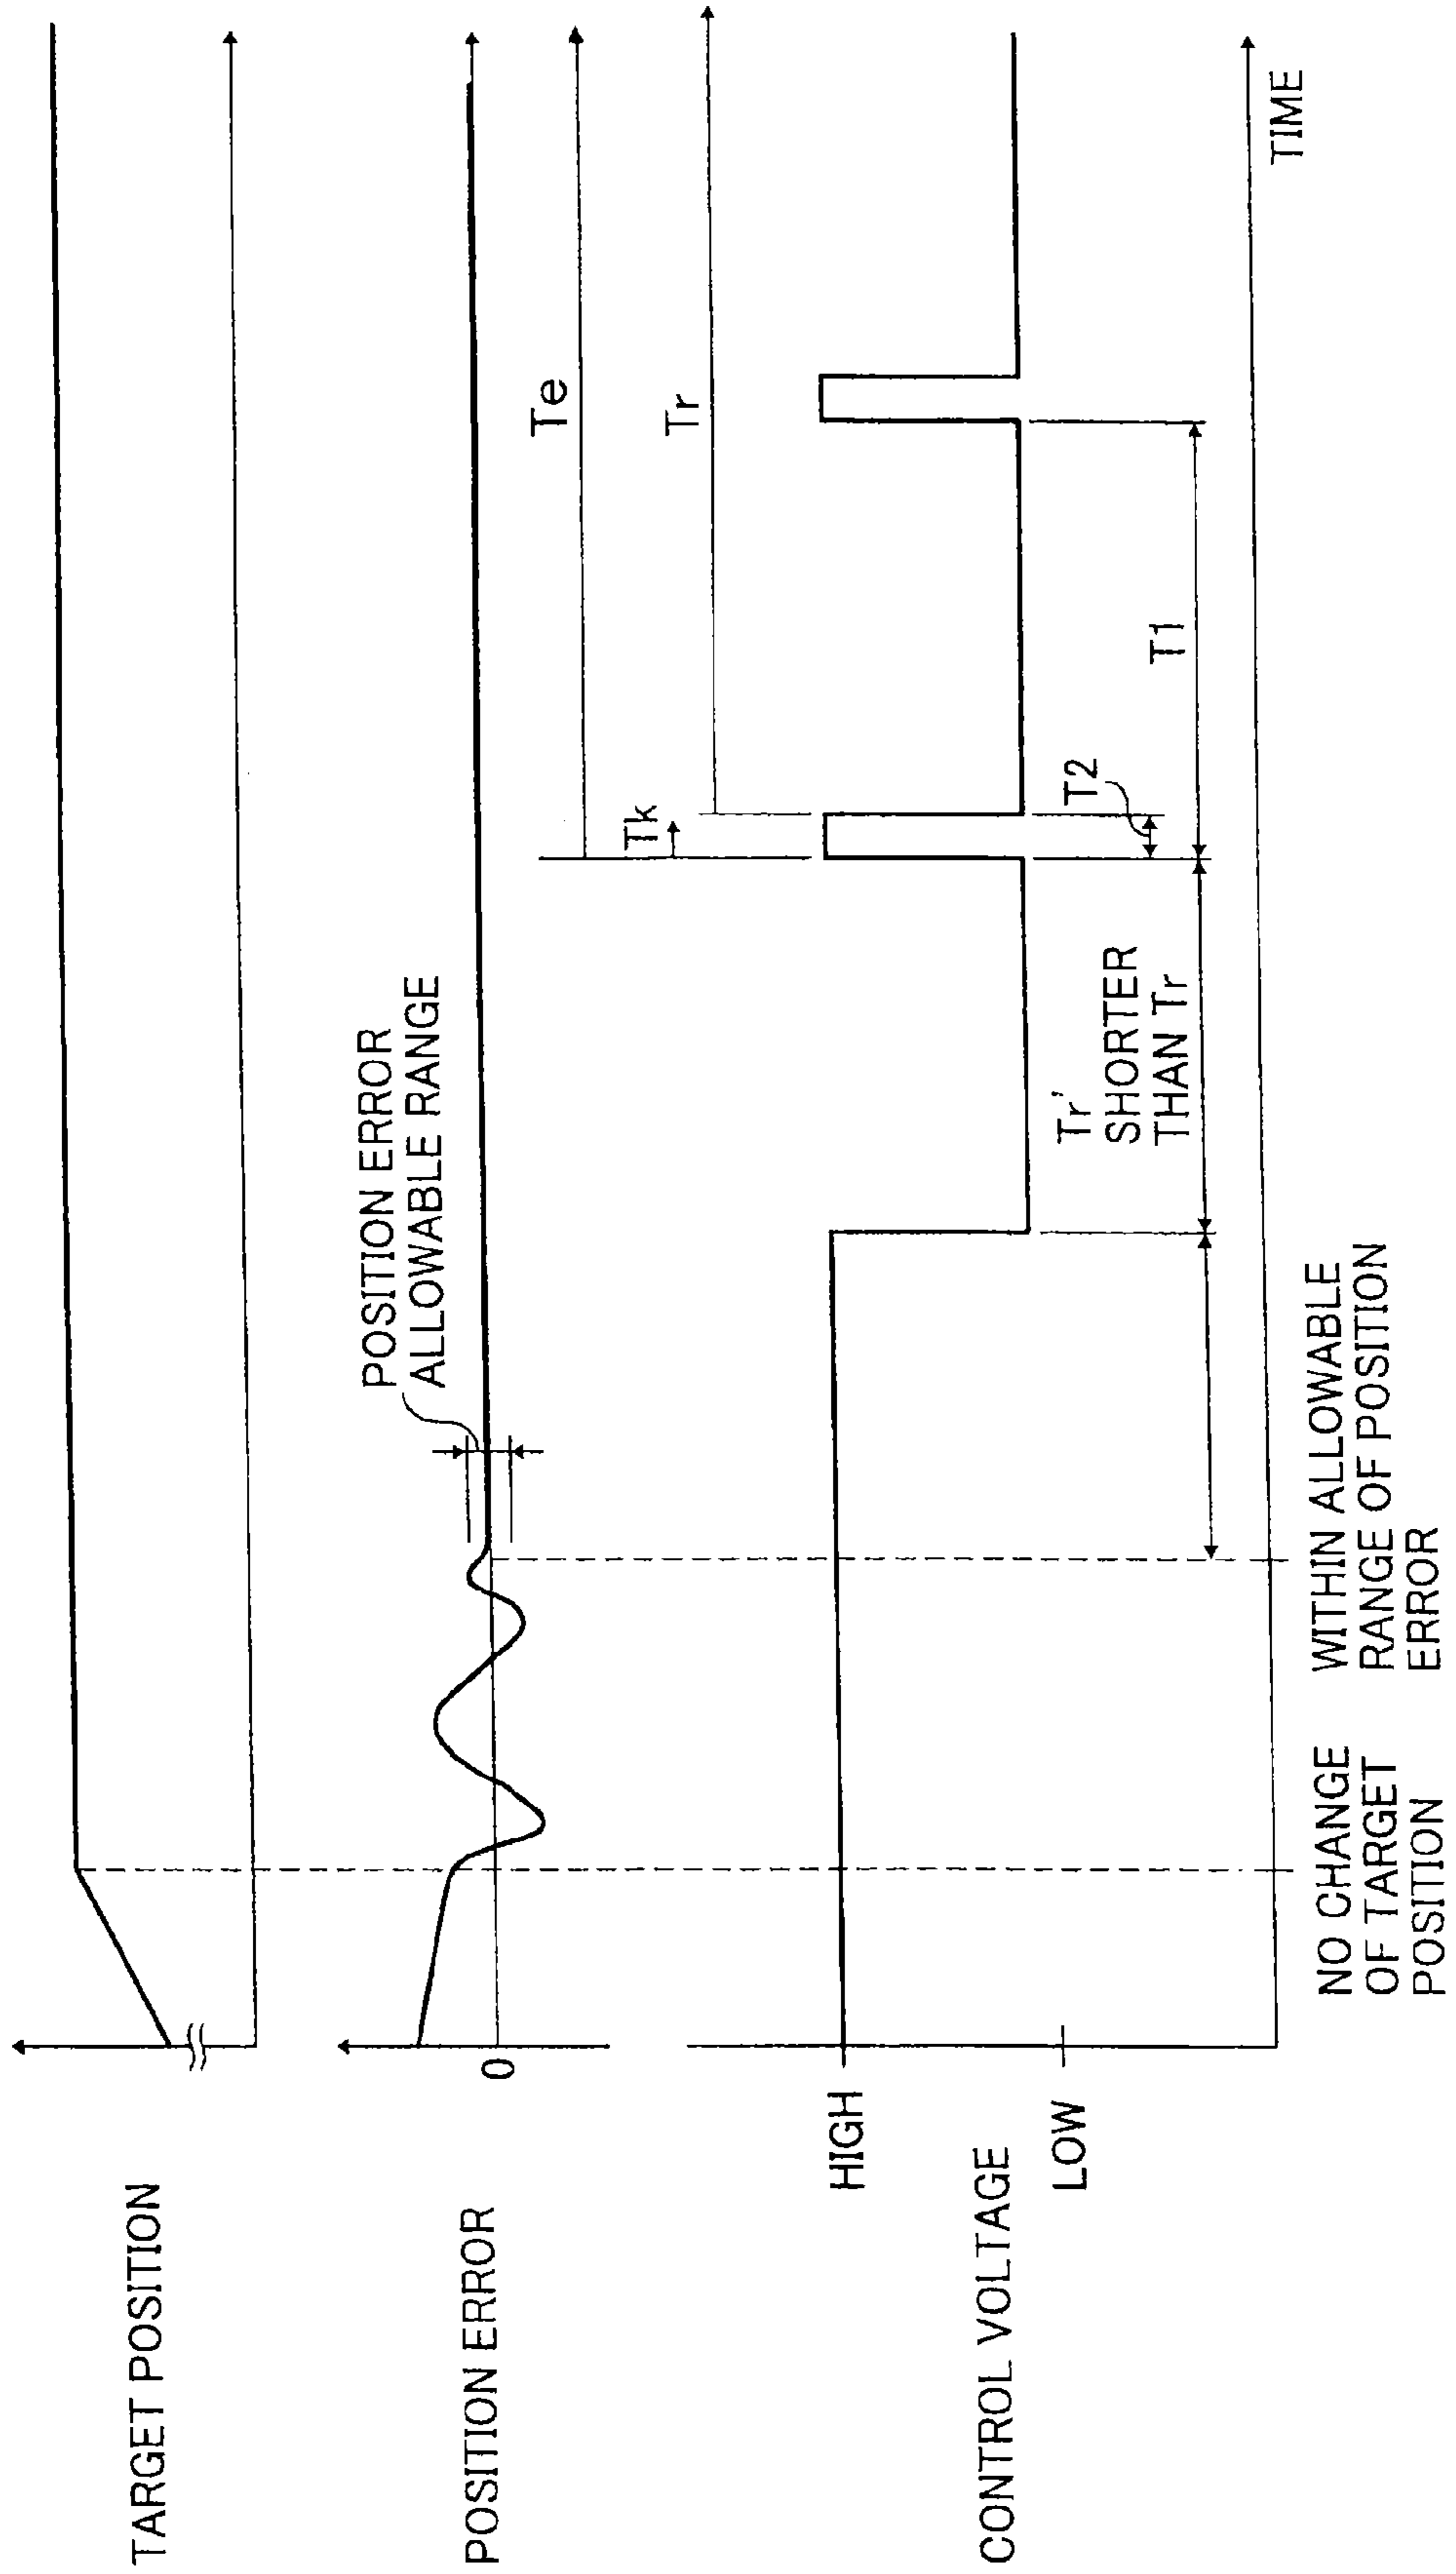 TARGET POSITION
POSITION ERROR
0
POSITION ERROR
ALLOWABLE RANGE
Te
Tk
Tr
CONTROL VOLTAGE
HIGH
LOW
Tr'
SHORTER
THAN Tr
T2
T1
TIME
NO CHANGE
OF TARGET
POSITION
WITHIN ALLOWABLE
RANGE OF POSITION
ERROR